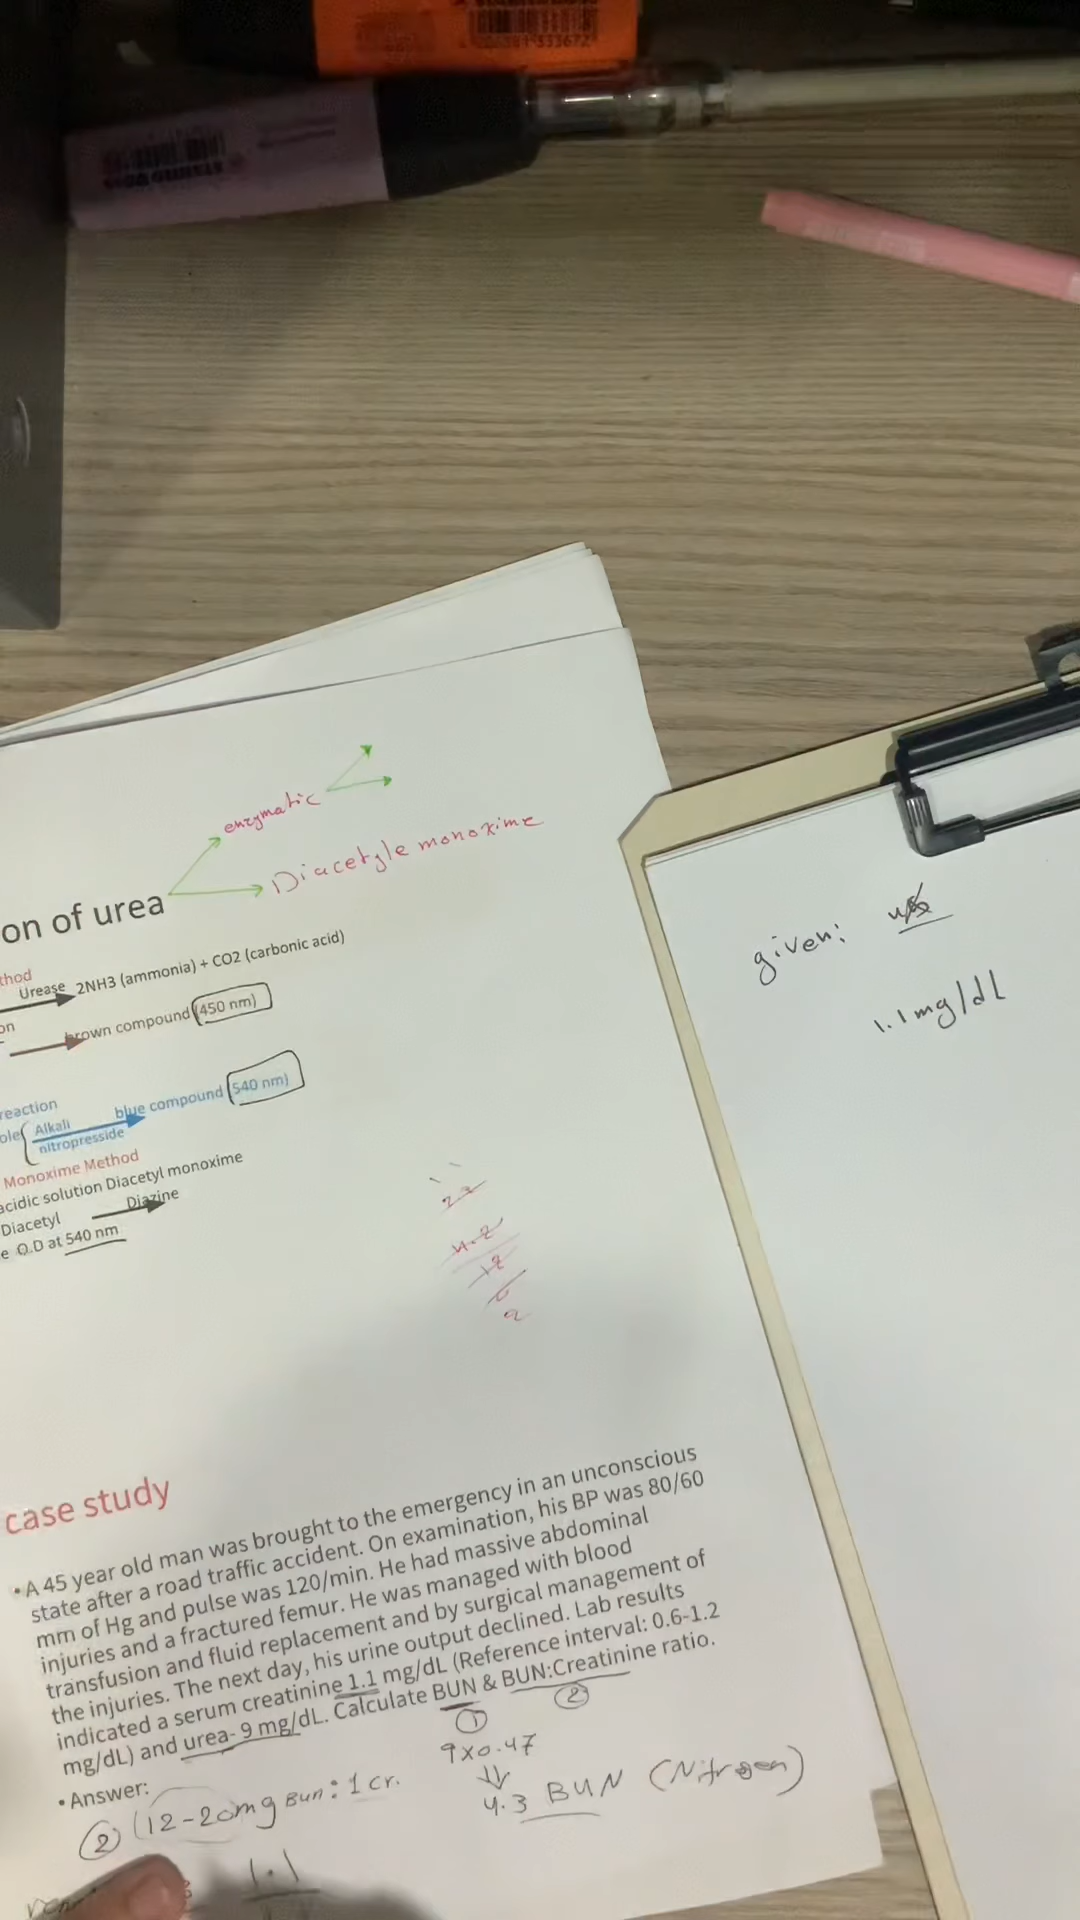 enzymatic
Diacetyle monoxime
on of urea
thod
Urease 2NH3 (ammonia) + CO2 (carbonic acid)
on
brown compound (450 nm)
reaction
ole Alkali blue compound (540 nm)
nitropresside
Monoxime Method
acidic solution Diacetyl monoxime
Diacetyl Diazine
e O.D at 540 nm
given:
1.1 mg/dL
case study
• A 45 year old man was brought to the emergency in an unconscious
state after a road traffic accident. On examination, his BP was 80/60
mm of Hg and pulse was 120/min. He had massive abdominal
injuries and a fractured femur. He was managed with blood
transfusion and fluid replacement and by surgical management of
the injuries. The next day, his urine output declined. Lab results
indicated a serum creatinine 1.1 mg/dL (Reference interval: 0.6-1.2
mg/dL) and urea- 9 mg/dL. Calculate BUN & BUN:Creatinine ratio.
1 2
• Answer:
9x0.47
4.3 BUN (Nitrogen)
2 (12-20mg Bun : 1 cr.
1.1